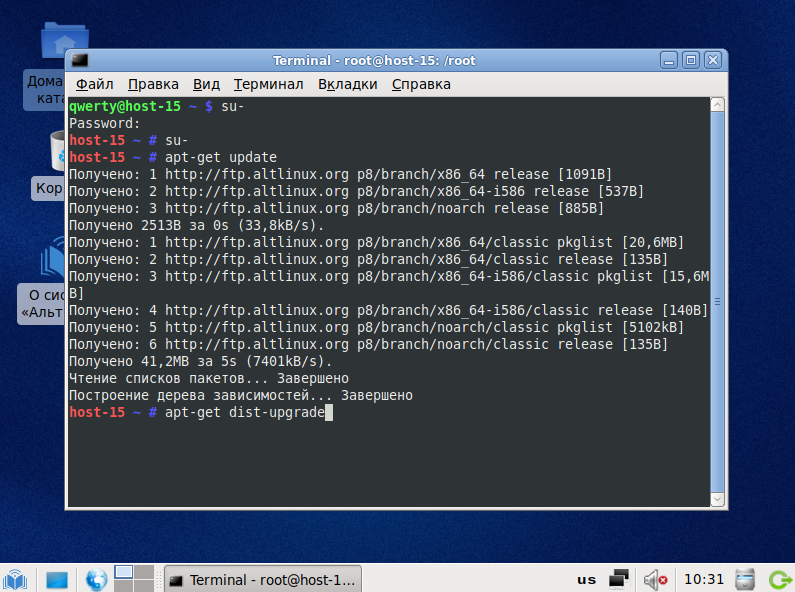 Дома
ката
Кор
О сис
«Альт
Terminal - root@host-15: /root
Файл Правка Вид Терминал Вкладки Справка
qwerty@host-15 ~ $ su-
Password:
host-15 ~ # su-
host-15 ~ # apt-get update
Получено: 1 http://ftp.altlinux.org p8/branch/x86_64 release [1091B]
Получено: 2 http://ftp.altlinux.org p8/branch/x86_64-i586 release [537B]
Получено: 3 http://ftp.altlinux.org p8/branch/noarch release [885B]
Получено 2513B за 0s (33,8kB/s).
Получено: 1 http://ftp.altlinux.org p8/branch/x86_64/classic pkglist [20,6MB]
Получено: 2 http://ftp.altlinux.org p8/branch/x86_64/classic release [135B]
Получено: 3 http://ftp.altlinux.org p8/branch/x86_64-i586/classic pkglist [15,6M
B]
Получено: 4 http://ftp.altlinux.org p8/branch/x86_64-i586/classic release [140B]
Получено: 5 http://ftp.altlinux.org p8/branch/noarch/classic pkglist [5102kB]
Получено: 6 http://ftp.altlinux.org p8/branch/noarch/classic release [135B]
Получено 41,2MB за 5s (7401kB/s).
Чтение списков пакетов... Завершено
Построение дерева зависимостей... Завершено
host-15 ~ # apt-get dist-upgrade
Terminal - root@host-1... us 10:31